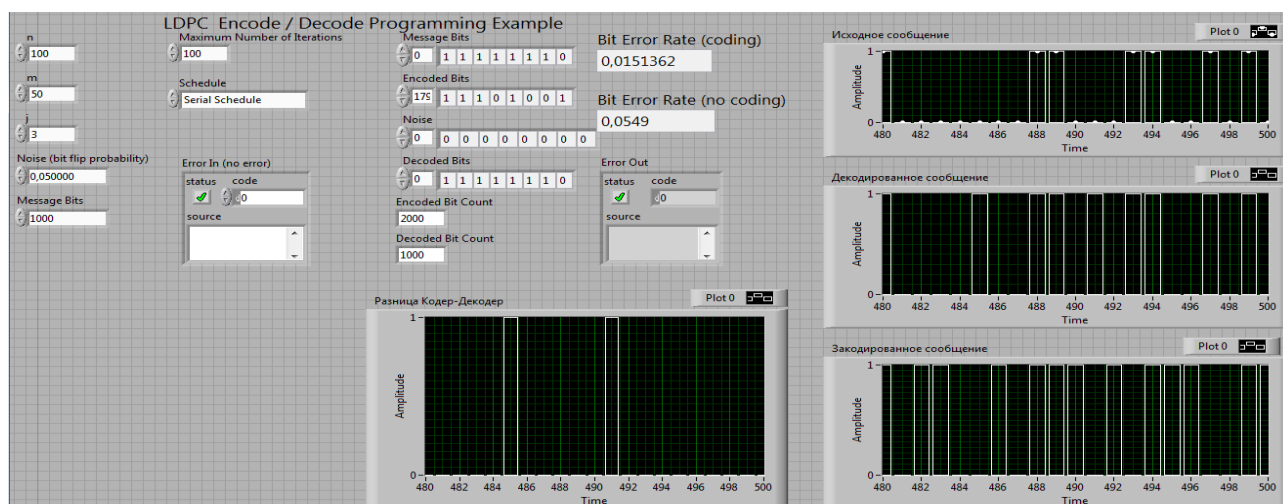 LDPC Encode / Decode Programming Example
n
100
m
50
j
3
Noise (bit flip probability)
0,050000
Message Bits
1000
Maximum Number of Iterations
100
Schedule
Serial Schedule
Error In (no error)
status code
0
source
Message Bits
0 1 1 1 1 1 1 1 0
Encoded Bits
179 1 1 1 0 1 0 0 1
Noise
0 0 0 0 0 0 0 0 0
Decoded Bits
0 1 1 1 1 1 1 1 0
Encoded Bit Count
2000
Decoded Bit Count
1000
Bit Error Rate (coding)
0,0151362
Bit Error Rate (no coding)
0,0549
Error Out
status code
0
source
Разница Кодер-Декодер
Plot 0
1
Amplitude
0
480 482 484 486 488 490 492 494 496 498 500
Time
Исходное сообщение
Plot 0
1
Amplitude
0
480 482 484 486 488 490 492 494 496 498 500
Time
Декодированное сообщение
Plot 0
1
Amplitude
0
480 482 484 486 488 490 492 494 496 498 500
Time
Закодированное сообщение
Plot 0
1
Amplitude
0
480 482 484 486 488 490 492 494 496 498 500
Time